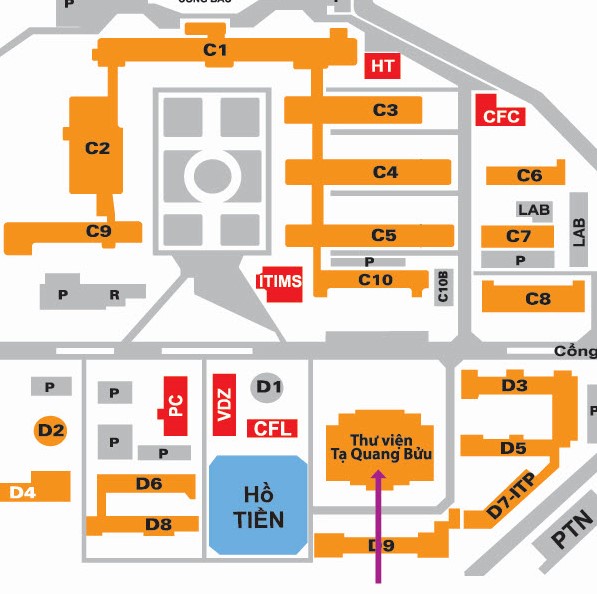 P
CỔNG BẮC
C1
HT
CFC
C3
C2
C4
C6
LAB
LAB
C5
C7
C9
P
P
ITIMS
C10
C10B
C8
P
R
Cổng
P
P
PC
VDZ
D1
D3
P
D2
CFL
P
P
Thư viện
Tạ Quang Bửu
D5
D4
D6
Hồ
TIỀN
D7-ITP
D8
D9
PTN